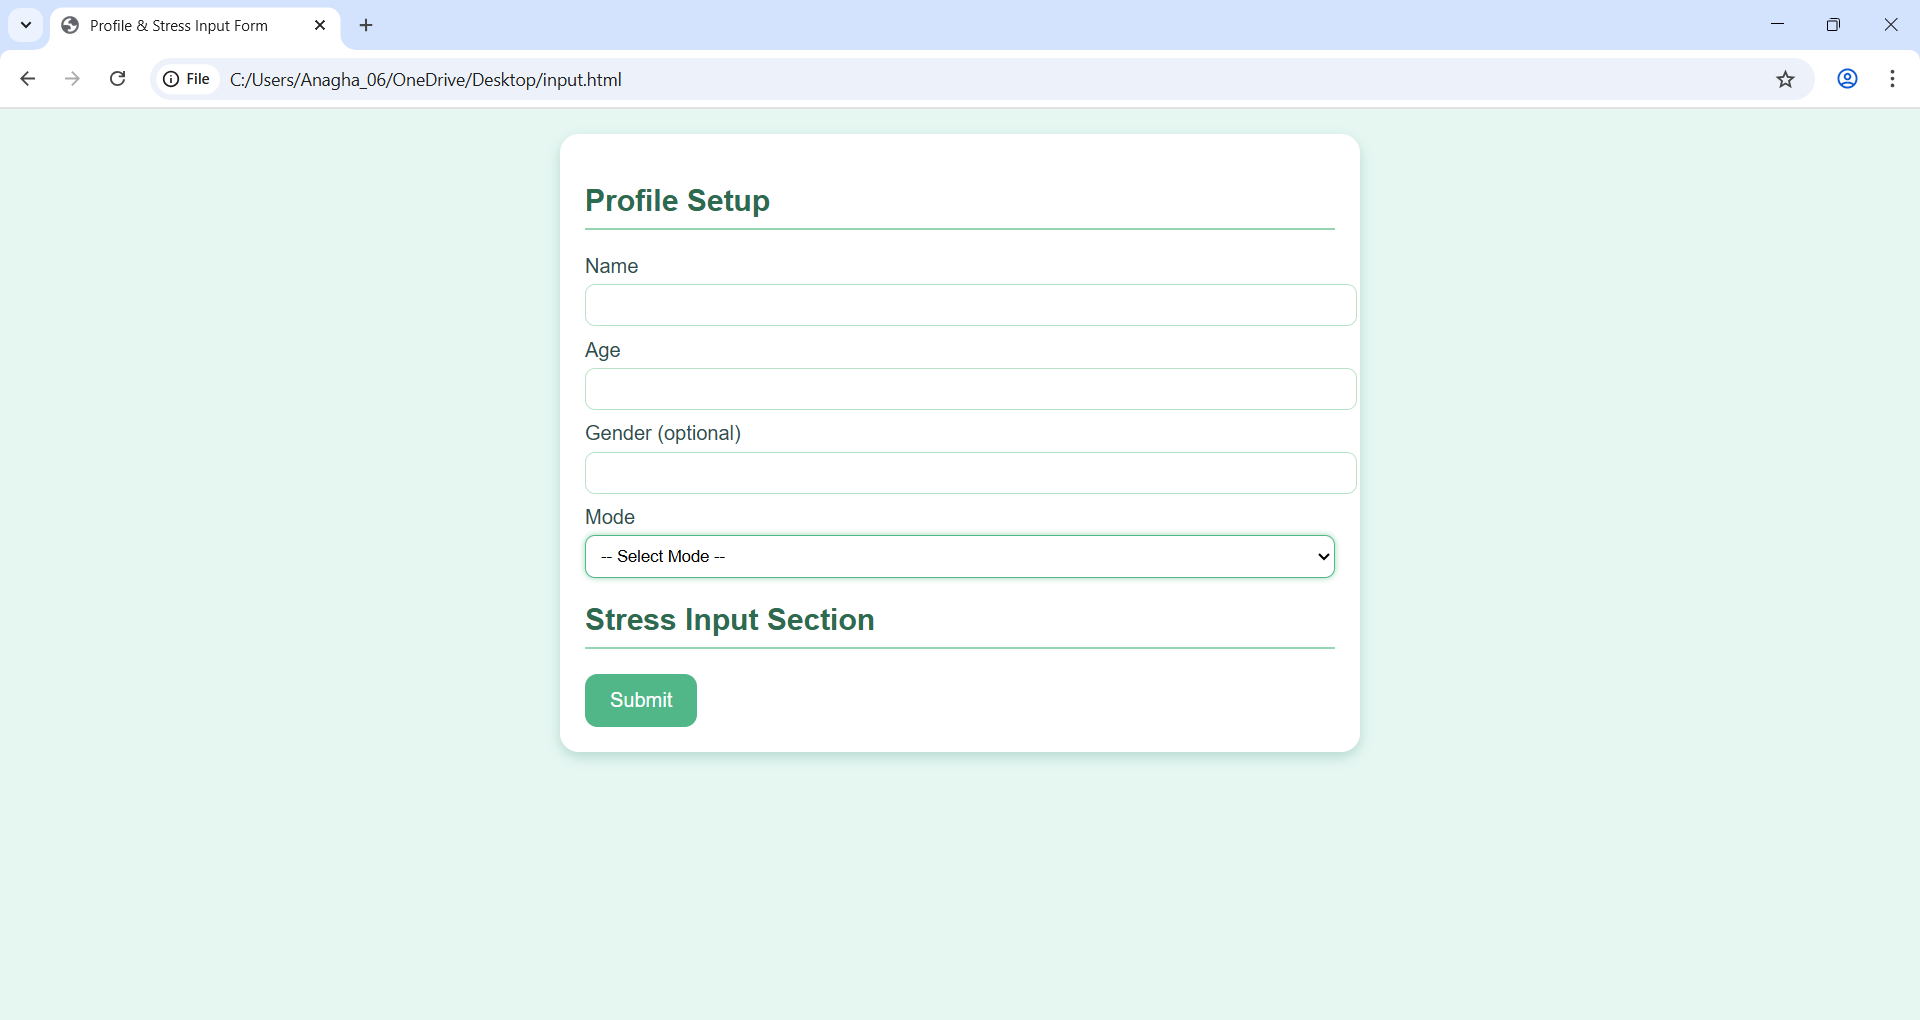 Profile & Stress Input Form
File C:/Users/Anagha_06/OneDrive/Desktop/input.html
Profile Setup
Name
Age
Gender (optional)
Mode
-- Select Mode --
Stress Input Section
Submit